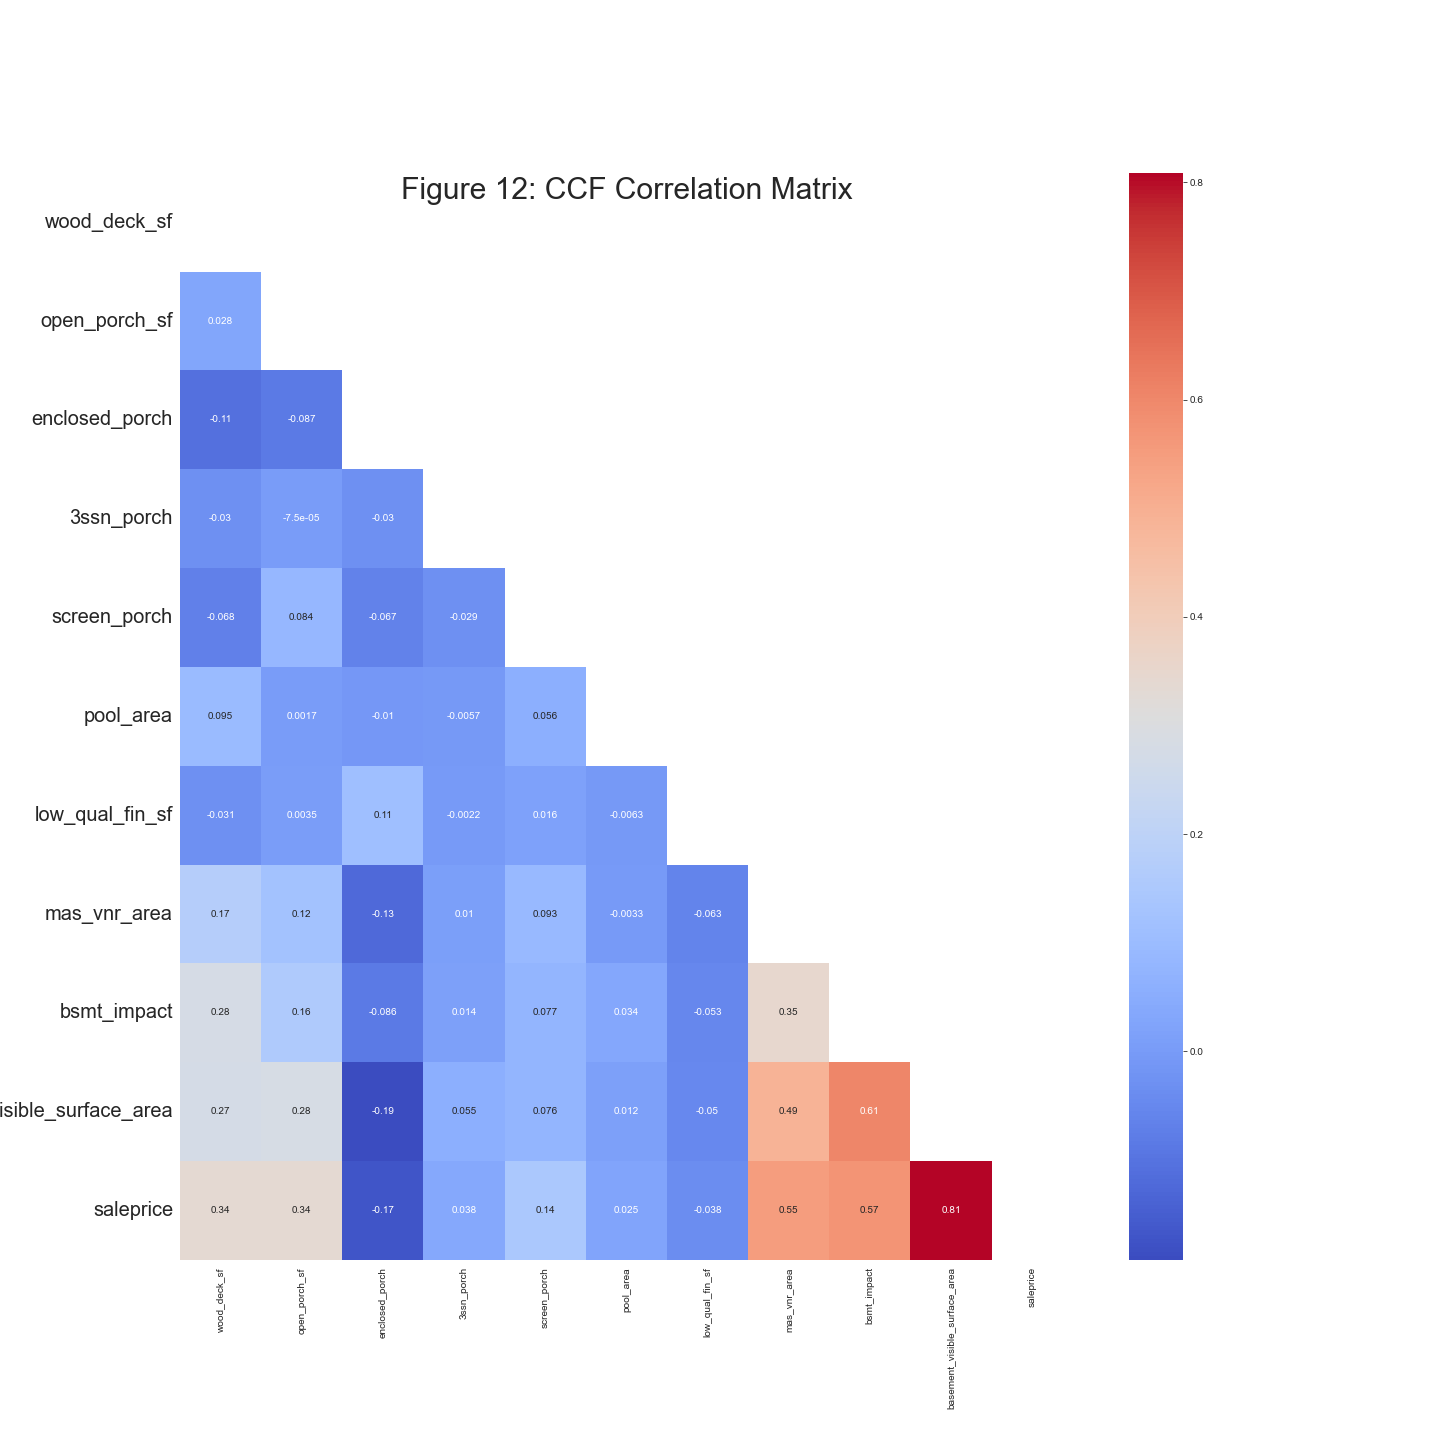 Figure 12: CCF Correlation Matrix
0.8
wood_deck_sf
open_porch_sf 0.028
0.6
enclosed_porch -0.11 -0.087
3ssn_porch -0.03 -7.5e-05 -0.03
screen_porch -0.068 0.084 -0.067 -0.029
0.4
pool_area 0.095 0.0017 -0.01 -0.0057 0.056
low_qual_fin_sf -0.031 0.0035 0.11 -0.0022 0.016 -0.0063
0.2
mas_vnr_area 0.17 0.12 -0.13 0.01 0.093 -0.0033 -0.063
bsmt_impact 0.28 0.16 -0.086 0.014 0.077 0.034 -0.053 0.35
0.0
isible_surface_area 0.27 0.28 -0.19 0.055 0.076 0.012 -0.05 0.49 0.61
saleprice 0.34 0.34 -0.17 0.038 0.14 0.025 -0.038 0.55 0.57 0.81
wood_deck_sf
open_porch_sf
enclosed_porch
3ssn_porch
screen_porch
pool_area
low_qual_fin_sf
mas_vnr_area
bsmt_impact
basement_visible_surface_area
saleprice